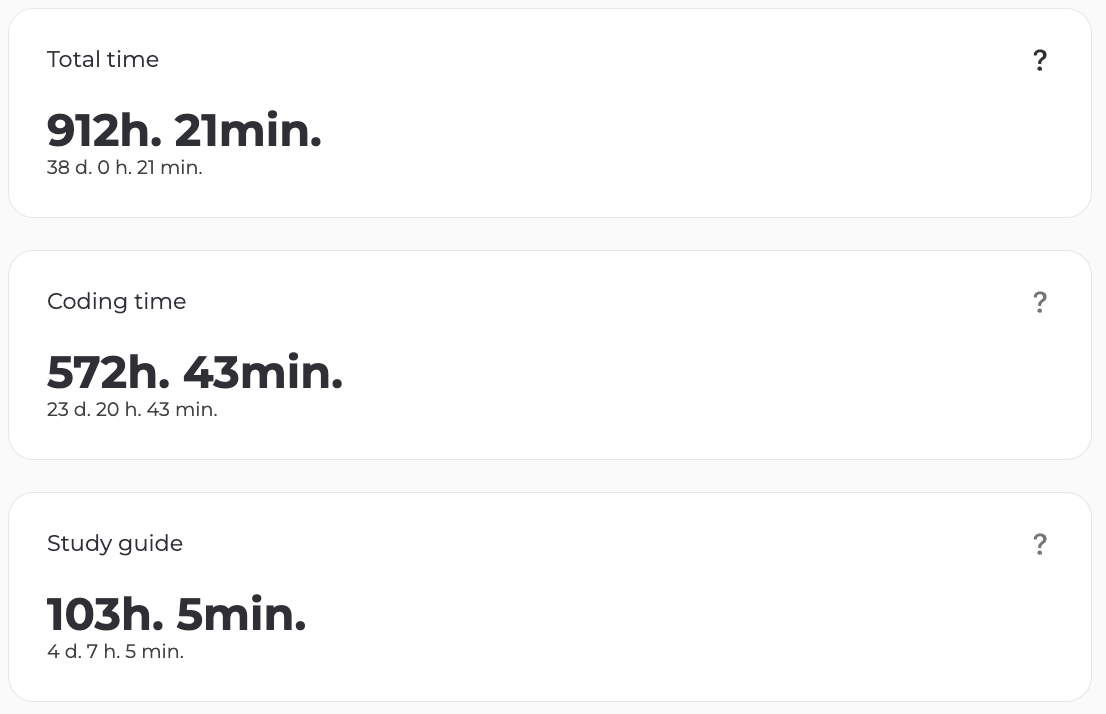 Total time
?
912h. 21min.
38 d. 0 h. 21 min.
Coding time
?
572h. 43min.
23 d. 20 h. 43 min.
Study guide
?
103h. 5min.
4 d. 7 h. 5 min.